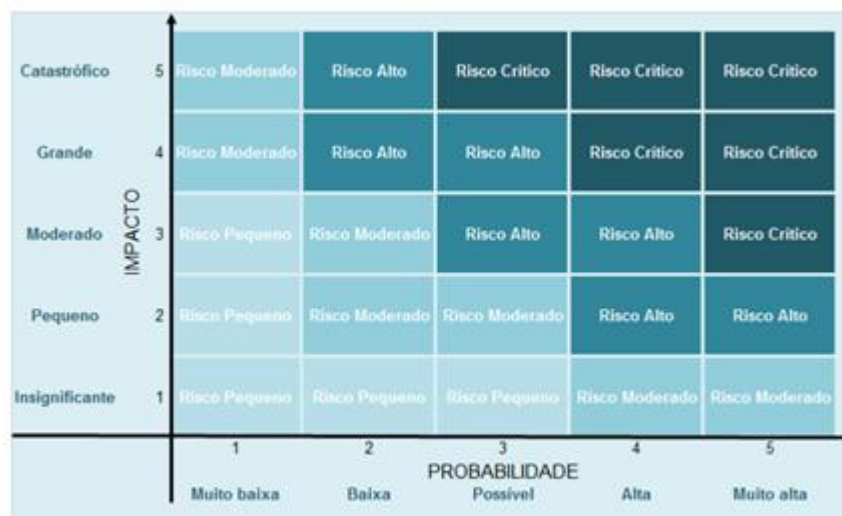 Catastrófico 5 Risco Moderado Risco Alto Risco Crítico Risco Crítico Risco Crítico
Grande 4 Risco Moderado Risco Alto Risco Alto Risco Crítico Risco Crítico
IMPACTO
Moderado 3 Risco Pequeno Risco Moderado Risco Alto Risco Alto Risco Crítico
Pequeno 2 Risco Pequeno Risco Moderado Risco Moderado Risco Alto Risco Alto
Insignificante 1 Risco Pequeno Risco Pequeno Risco Pequeno Risco Moderado Risco Moderado
1 2 3 4 5
PROBABILIDADE
Muito baixa Baixa Possível Alta Muito alta